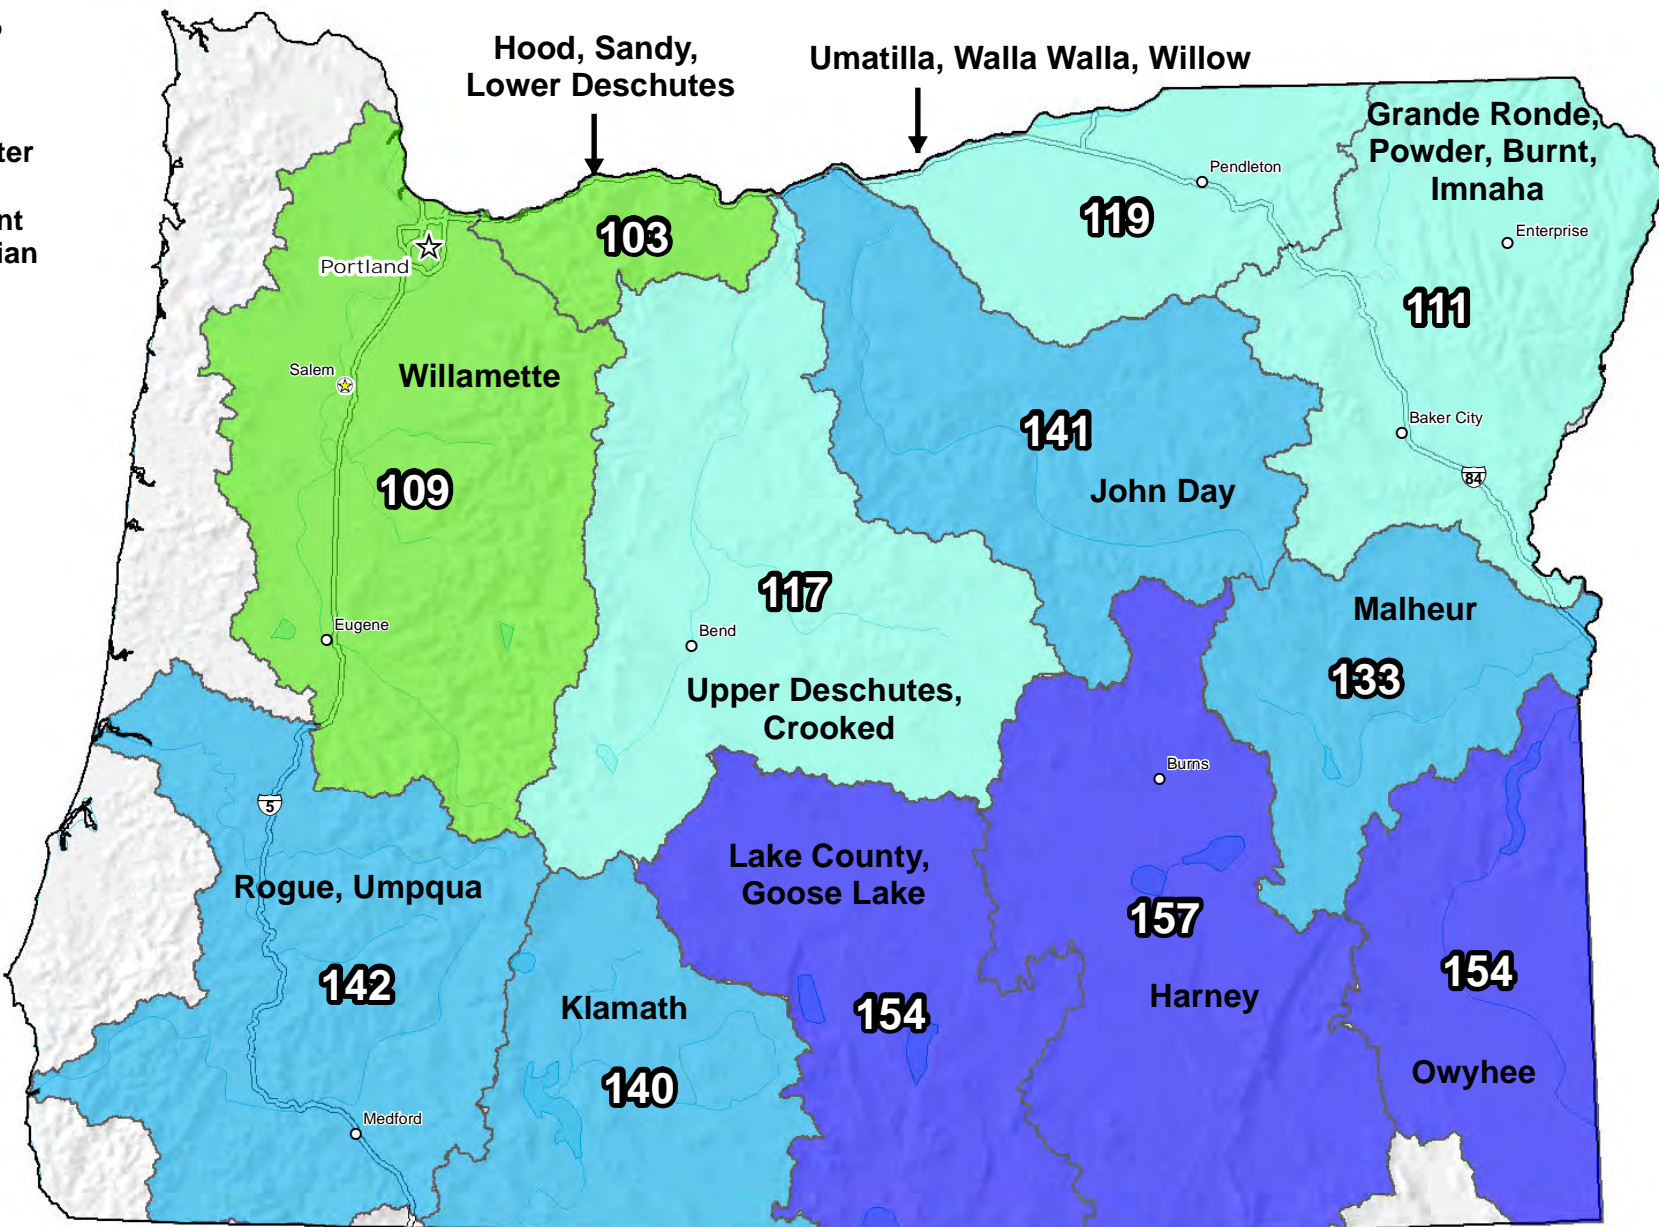 Hood, Sandy,
Lower Deschutes
Umatilla, Walla Walla, Willow
Grande Ronde,
Powder, Burnt,
Imnaha
ter
nt
ian
Pendleton
Enterprise
103
119
111
Portland
Salem
Willamette
109
141
John Day
Baker City
84
117
Eugene
Bend
Malheur
133
Upper Deschutes,
Crooked
Burns
5
Lake County,
Goose Lake
Rogue, Umpqua
157
142
Klamath
154
Harney
154
140
Owyhee
Medford